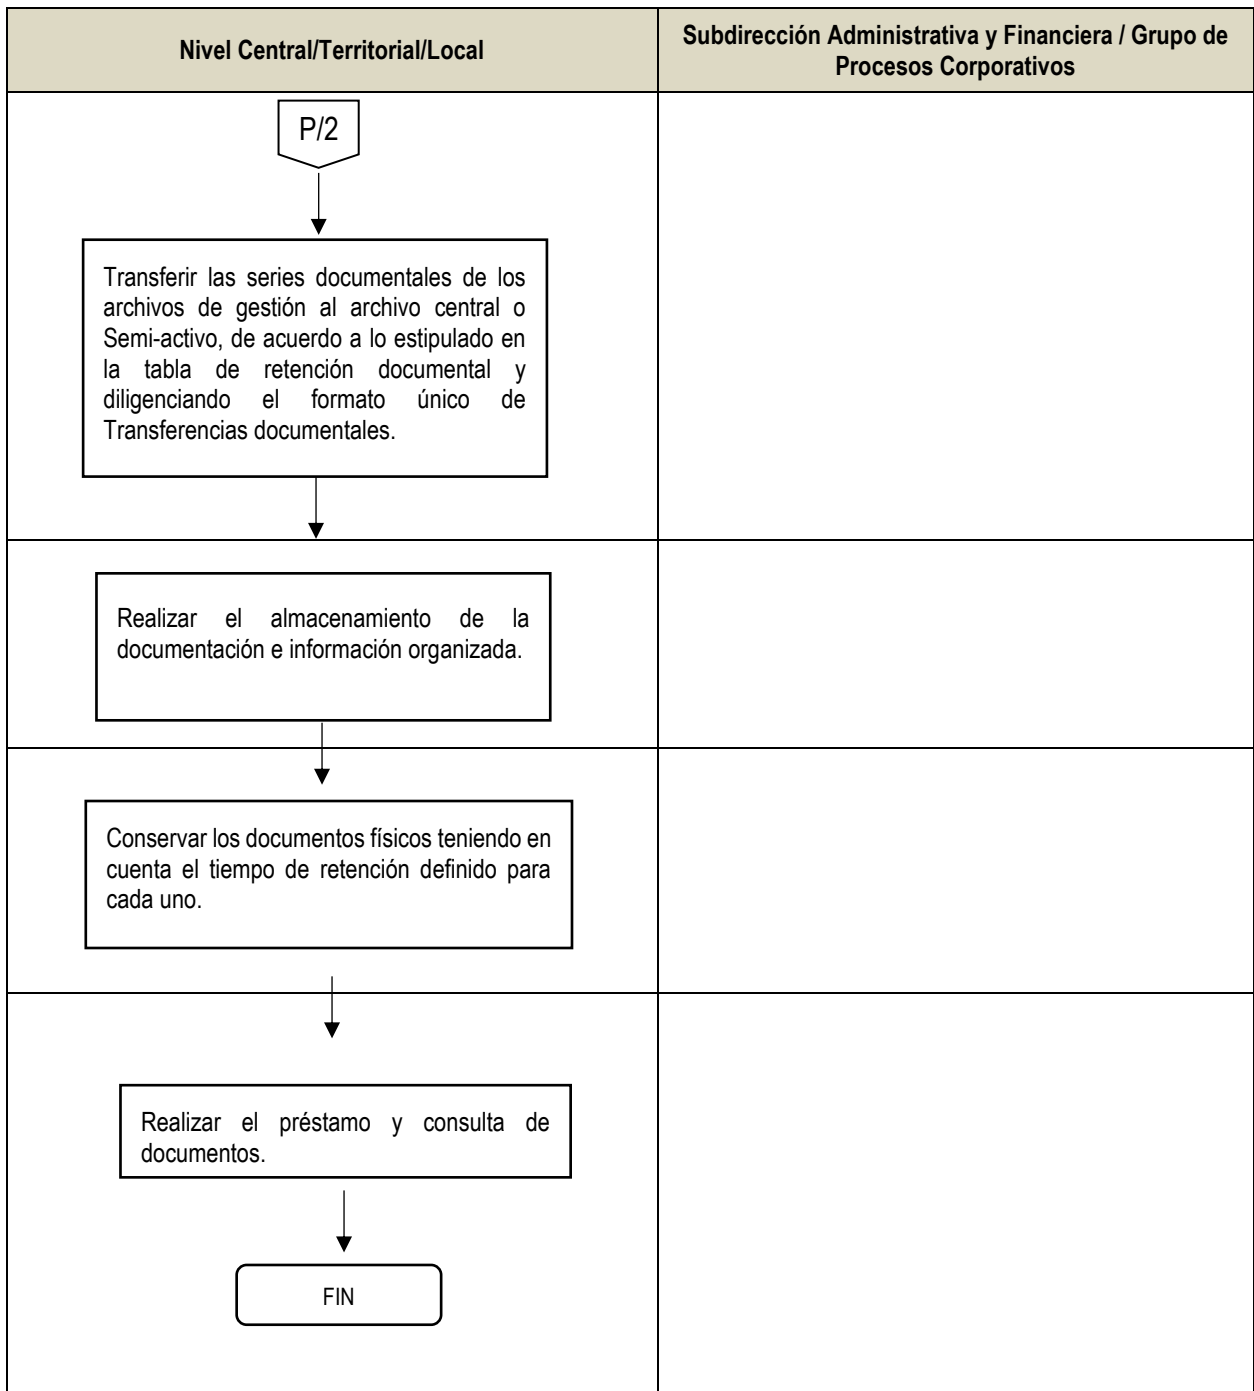 Nivel Central/Territorial/Local
Subdirección Administrativa y Financiera / Grupo de
Procesos Corporativos
P/2
Transferir las series documentales de los
archivos de gestión al archivo central o
Semi-activo, de acuerdo a lo estipulado en
la tabla de retención documental y
diligenciando el formato único de
Transferencias documentales.
Realizar el almacenamiento de la
documentación e información organizada.
Conservar los documentos físicos teniendo en
cuenta el tiempo de retención definido para
cada uno.
Realizar el préstamo y consulta de
documentos.
FIN